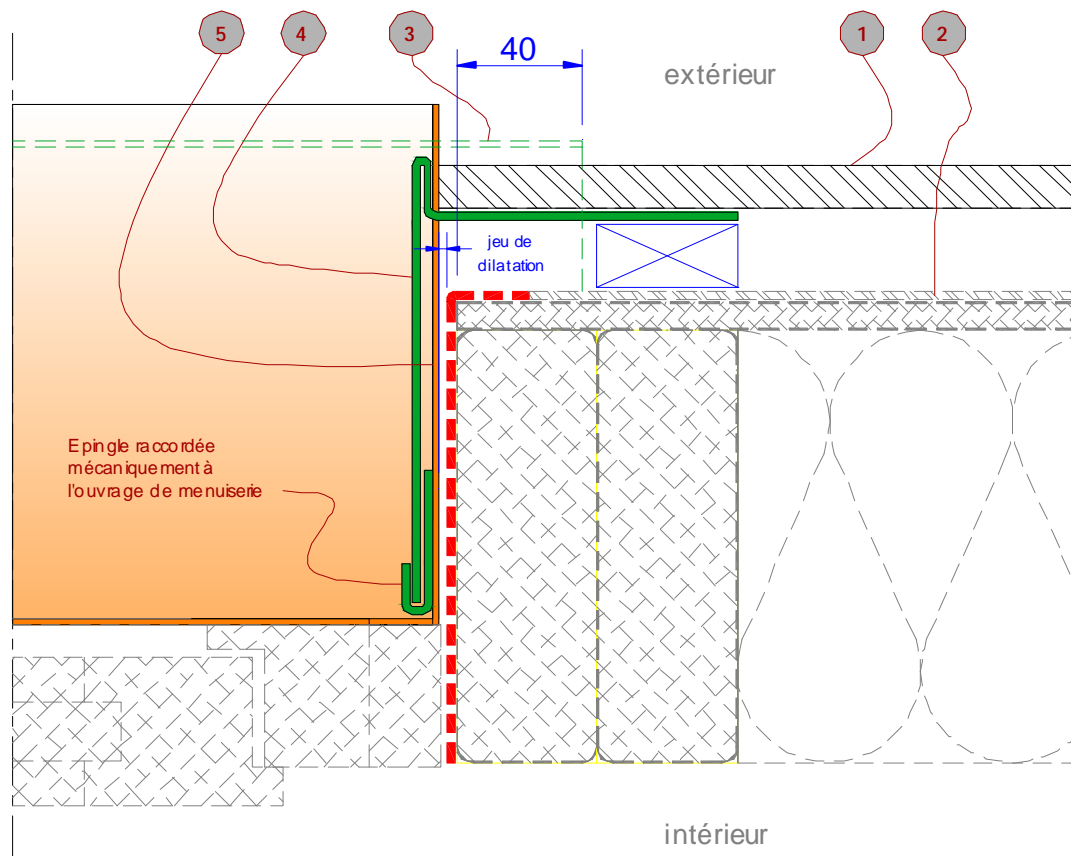 5
4
3
1
2
40
extérieur
jeu de
dilatation
Epingle raccordée
mécaniquement à
l'ouvrage de menuiserie
intérieur